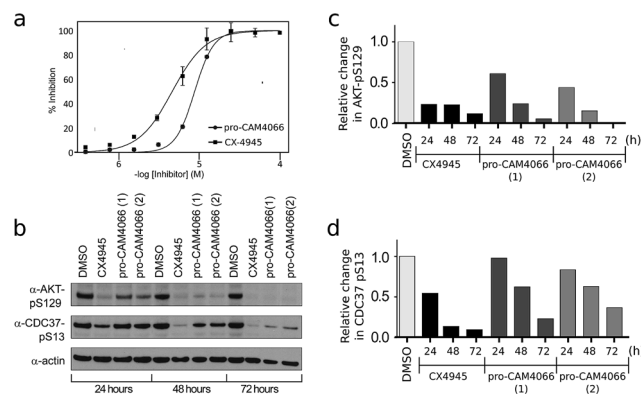 a
100
80
60
40
20
0
% Inhibition
pro-CAM4066
CX-4945
6
5
4
-log [Inhibitor] (M)
b
DMSO
CX4945
pro-CAM4066 (1)
pro-CAM4066 (2)
DMSO
CX4945
pro-CAM4066 (1)
pro-CAM4066 (2)
DMSO
CX4945
pro-CAM4066(1)
pro-CAM4066 (2)
α-AKT-
pS129
α-CDC37-
pS13
α-actin
24 hours
48 hours
72 hours
c
Relative change
in AKT-pS129
1.0
0.5
0.0
DMSO
24 48 72 24 48 72 24 48 72 (h)
CX4945
pro-CAM4066
(1)
pro-CAM4066
(2)
d
Relative change
in CDC37 pS13
1.0
0.5
0.0
DMSO
24 48 72 24 48 72 24 48 72 (h
CX4945
pro-CAM4066
(1)
pro-CAM4066
(2)